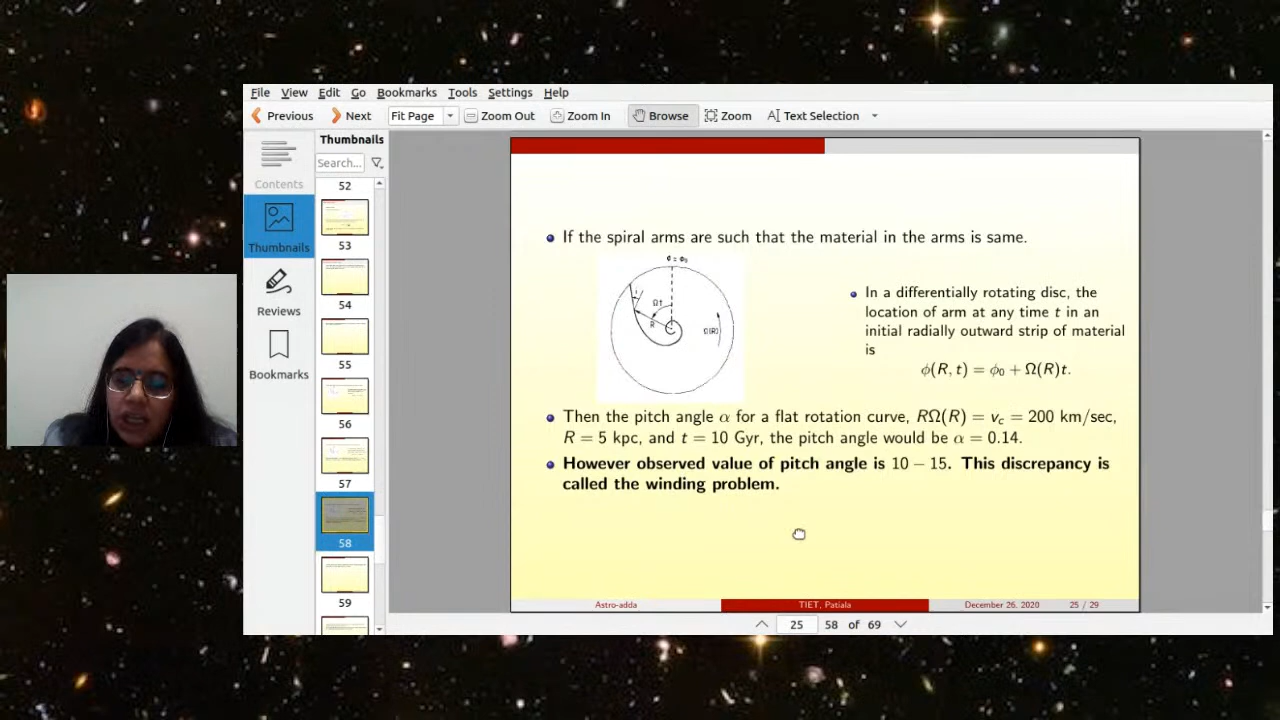 File View Edit Go Bookmarks Tools Settings Help
Previous Next Fit Page Zoom Out Zoom In Browse Zoom Text Selection
Contents
Thumbnails
Reviews
Bookmarks
Thumbnails
Search...
52
53
54
55
56
57
58
59
If the spiral arms are such that the material in the arms is same.
ϕ = ϕ₀
i
Ωt
R
Ω(R)
In a differentially rotating disc, the
location of arm at any time t in an
initial radially outward strip of material
is
ϕ(R, t) = ϕ₀ + Ω(R)t.
Then the pitch angle α for a flat rotation curve, RΩ(R) = v_c = 200 km/sec,
R = 5 kpc, and t = 10 Gyr, the pitch angle would be α = 0.14.
However observed value of pitch angle is 10 − 15. This discrepancy is
called the winding problem.
Astro-adda TIET, Patiala December 26, 2020 25 / 29
25 58 of 69